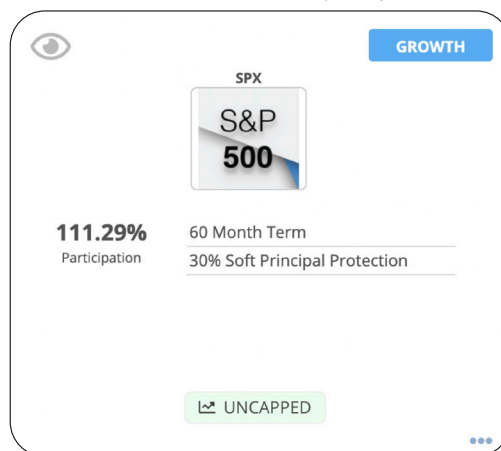 GROWTH
SPX
S&P
500
111.29%
Participation
60 Month Term
30% Soft Principal Protection
UNCAPPED